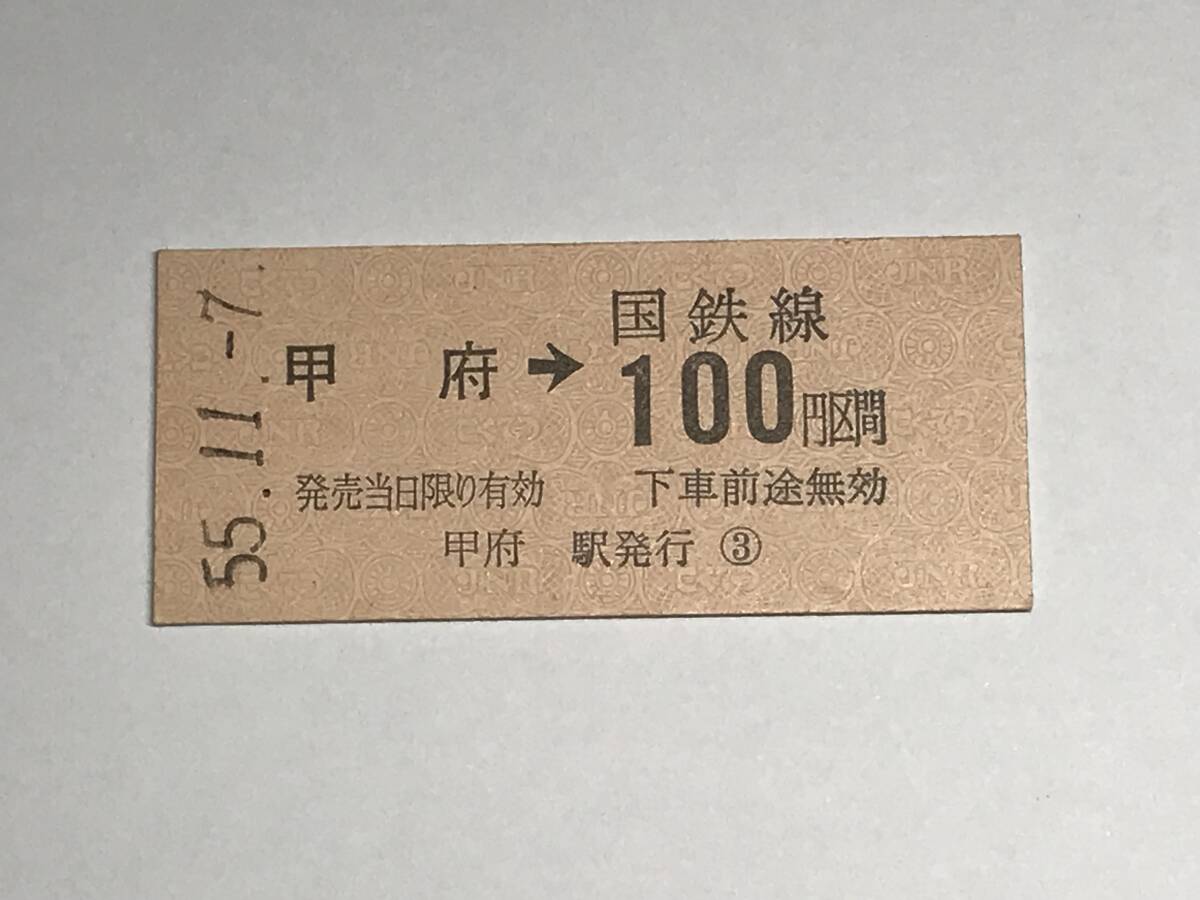 55.11.-7.
国鉄線
甲府➔100円区間
発売当日限り有効 下車前途無効
甲府 駅発行 ③